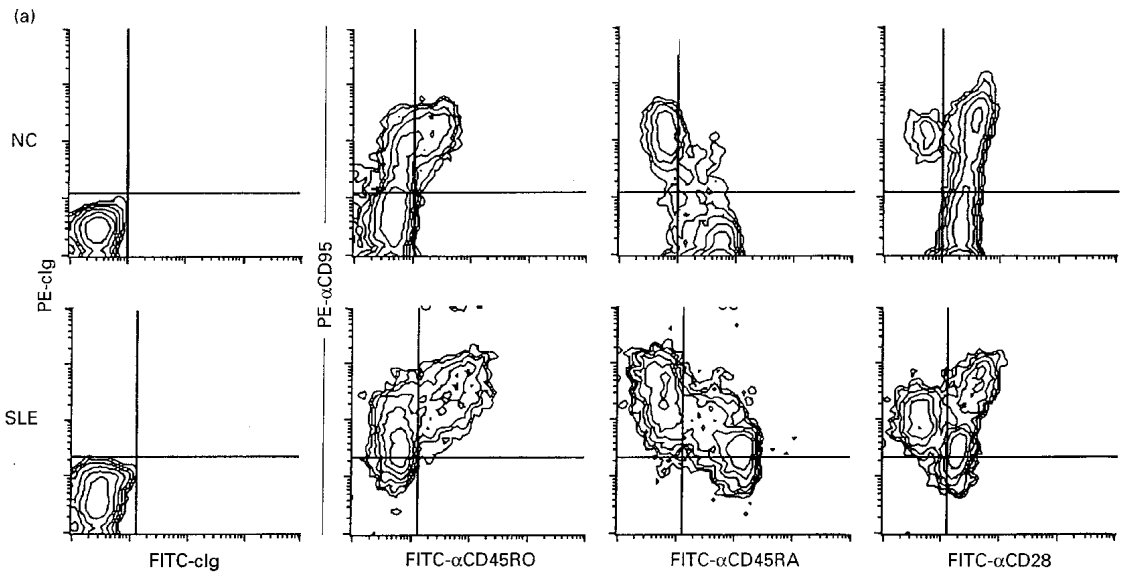 (a)
NC
SLE
PE-cIg
PE-αCD95
FITC-cIg
FITC-αCD45RO
FITC-αCD45RA
FITC-αCD28